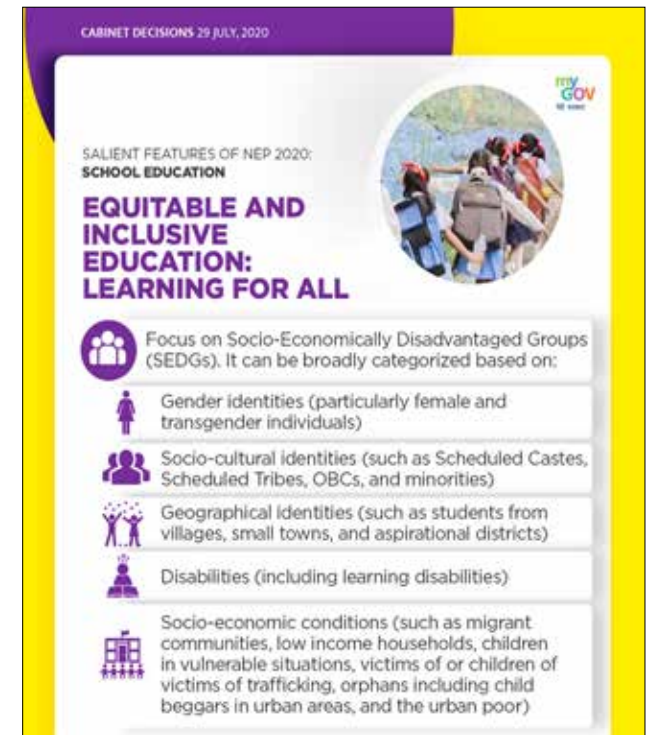 CABINET DECISIONS 29 JULY, 2020
my
GOV
SALIENT FEATURES OF NEP 2020:
SCHOOL EDUCATION
EQUITABLE AND
INCLUSIVE
EDUCATION:
LEARNING FOR ALL
Focus on Socio-Economically Disadvantaged Groups
(SEDGs). It can be broadly categorized based on:
Gender identities (particularly female and
transgender individuals)
Socio-cultural identities (such as Scheduled Castes,
Scheduled Tribes, OBCs, and minorities)
Geographical identities (such as students from
villages, small towns, and aspirational districts)
Disabilities (including learning disabilities)
Socio-economic conditions (such as migrant
communities, low income households, children
in vulnerable situations, victims of or children of
victims of trafficking, orphans including child
beggars in urban areas, and the urban poor)